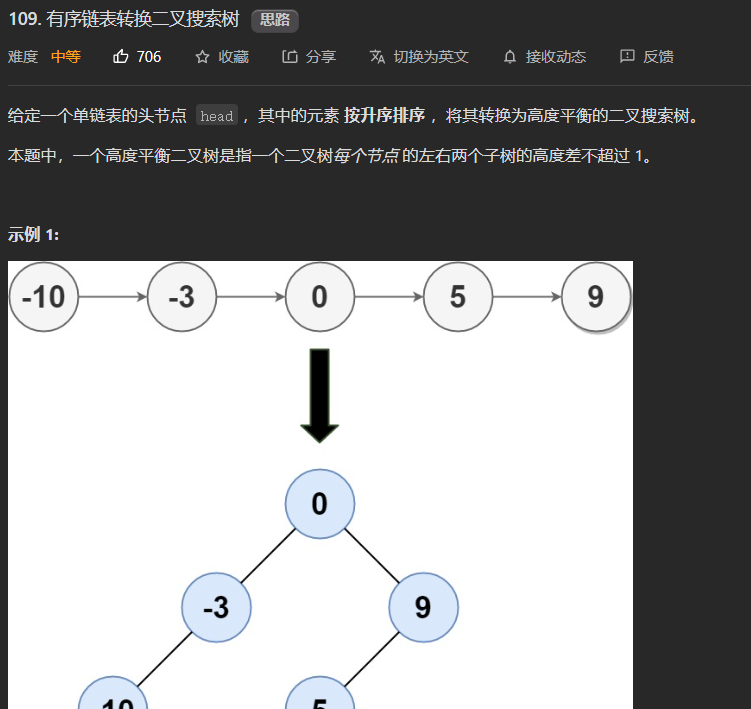 109. 有序链表转换二叉搜索树 思路
难度 中等 706 收藏 分享 切换为英文 接收动态 反馈
给定一个单链表的头节点 head ，其中的元素 按升序排序 ，将其转换为高度平衡的二叉搜索树。
本题中，一个高度平衡二叉树是指一个二叉树每个节点 的左右两个子树的高度差不超过 1。
示例 1:
-10 -3 0 5 9
0
-3 9
-10 5